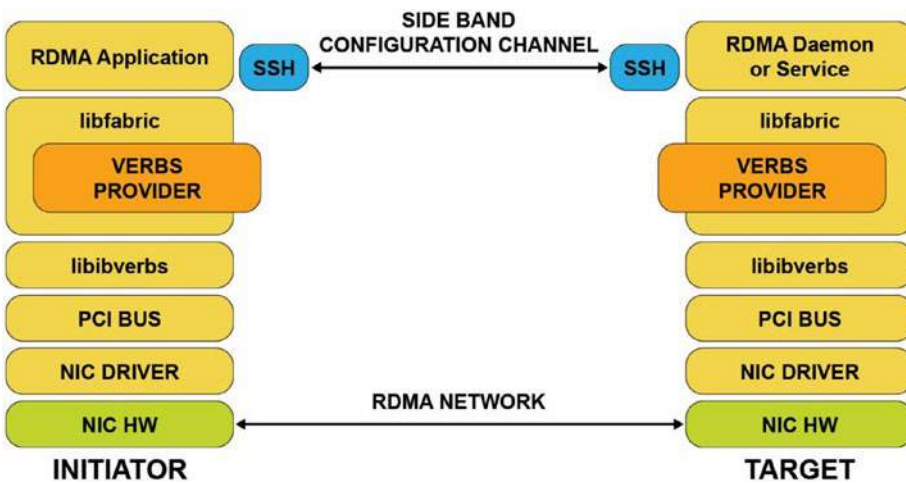 SIDE BAND
CONFIGURATION CHANNEL
RDMA Application
SSH
SSH
RDMA Daemon
or Service
libfabric
libfabric
VERBS
PROVIDER
VERBS
PROVIDER
libibverbs
libibverbs
PCI BUS
PCI BUS
NIC DRIVER
NIC DRIVER
RDMA NETWORK
NIC HW
NIC HW
INITIATOR
TARGET